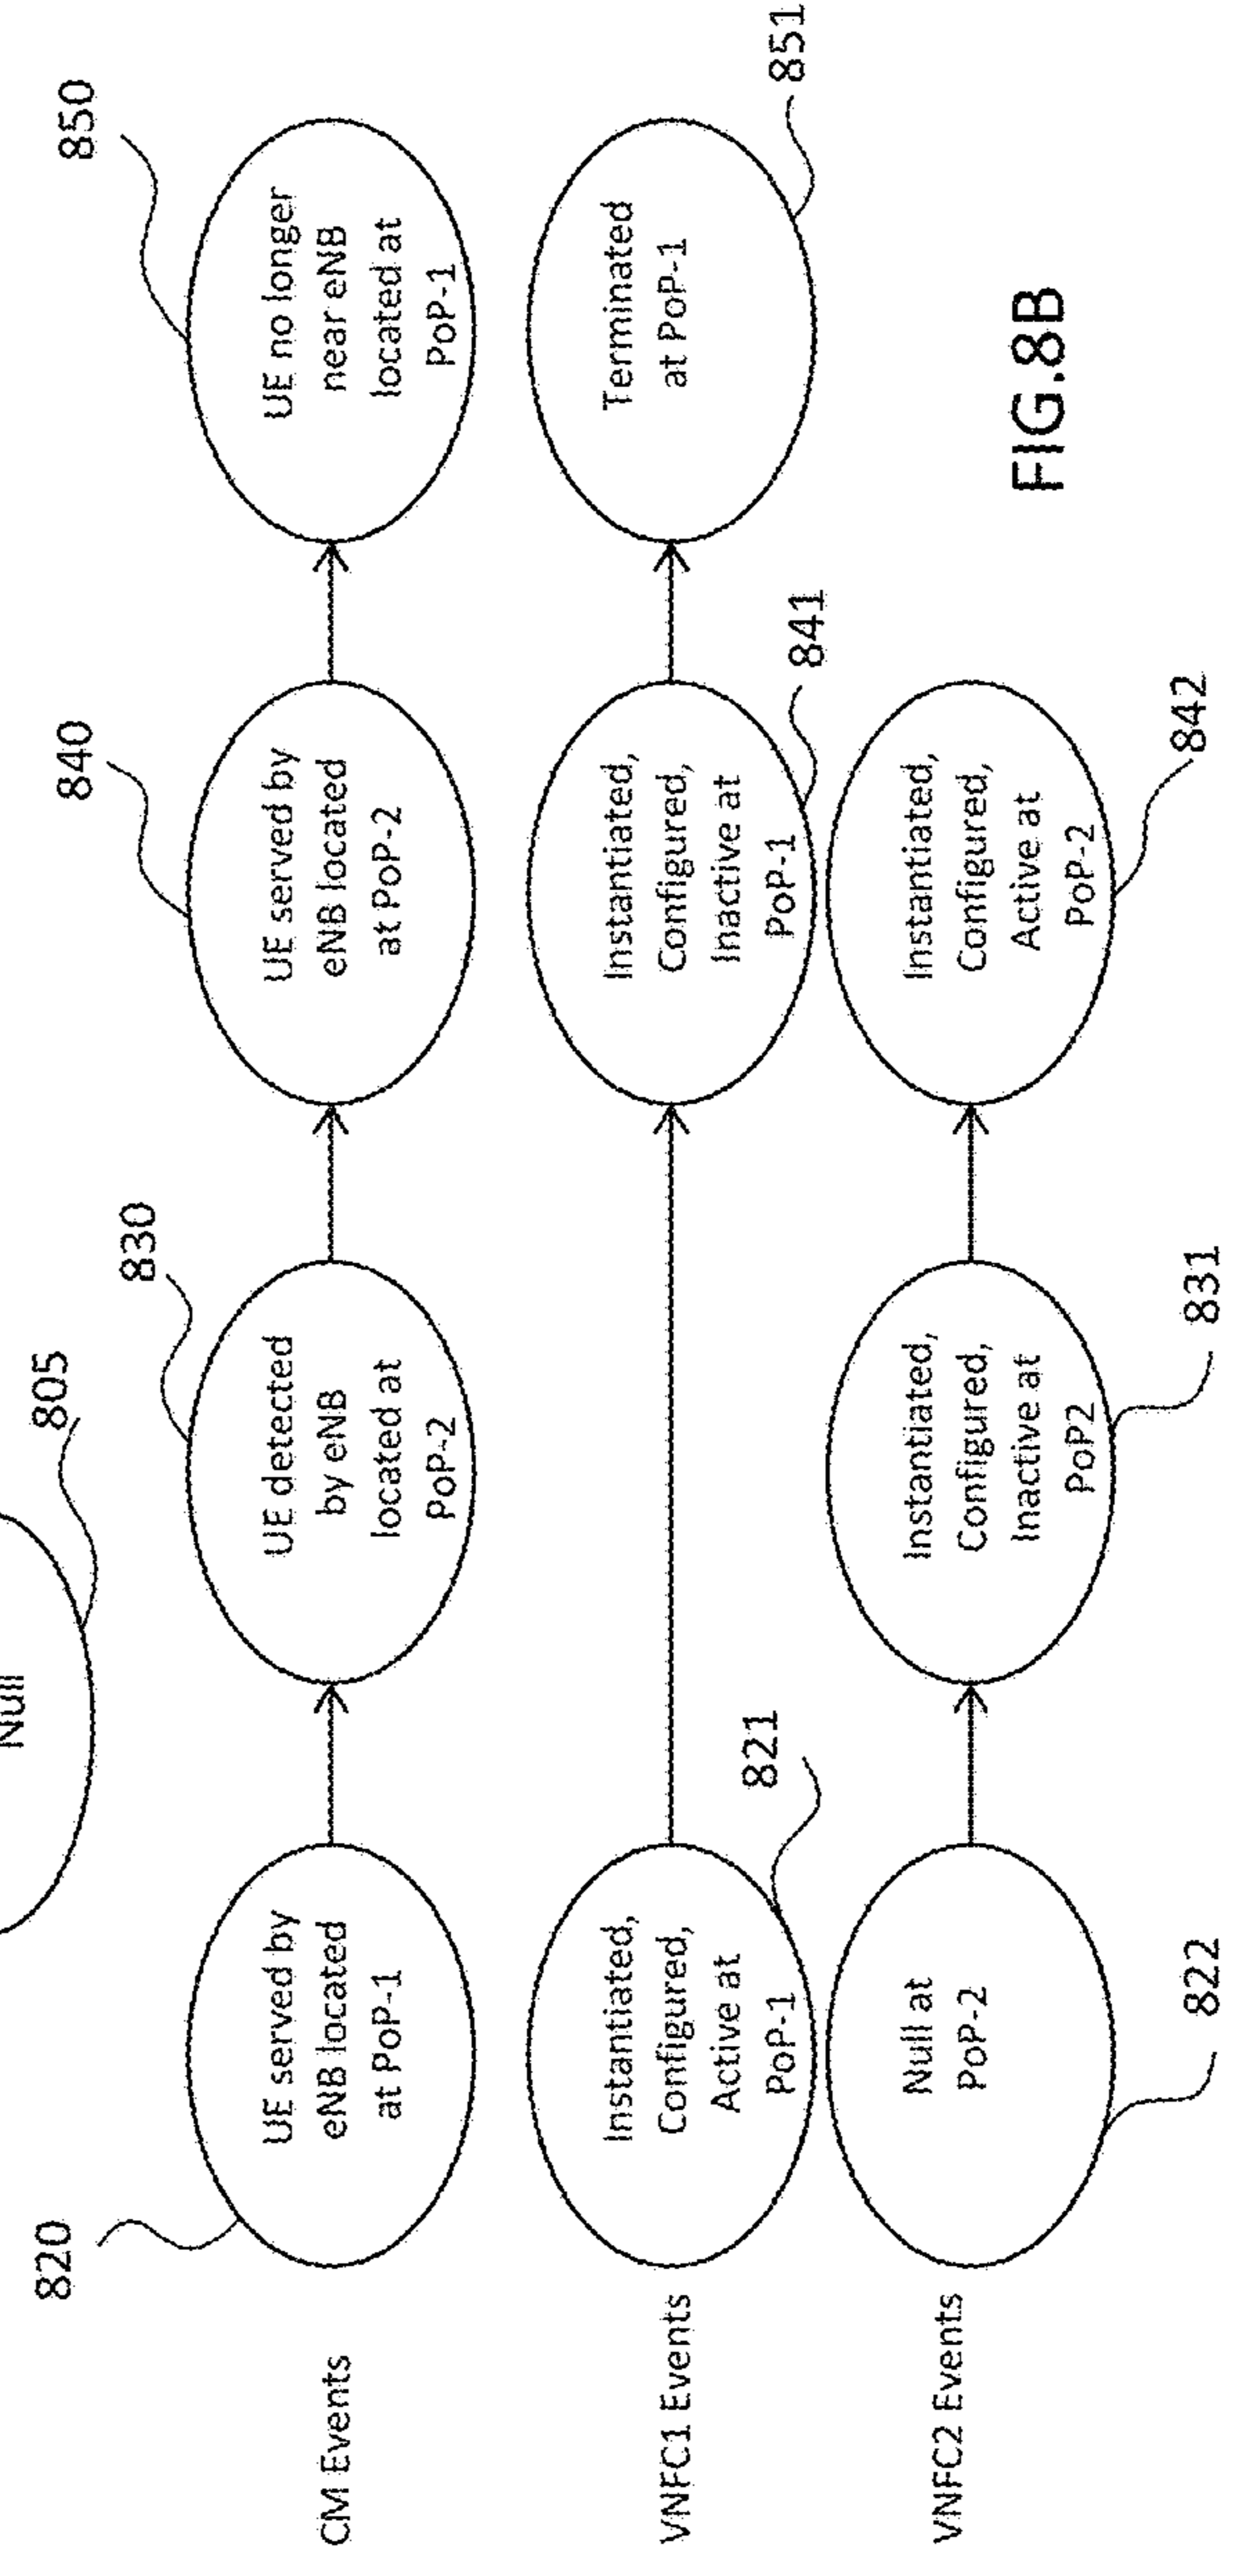 Null
805
820
830
840
850
CM Events
UE served by
eNB located
at PoP-1
UE detected
by eNB
located at
PoP-2
UE served by
eNB located
at PoP-2
UE no longer
near eNB
located at
PoP-1
VNFC1 Events
Instantiated,
Configured,
Active at
PoP-1
821
Instantiated,
Configured,
Inactive at
PoP-1
841
Terminated
at PoP-1
851
VNFC2 Events
Null at
PoP-2
822
Instantiated,
Configured,
Inactive at
PoP2
831
Instantiated,
Configured,
Active at
PoP-2
842
FIG.8B